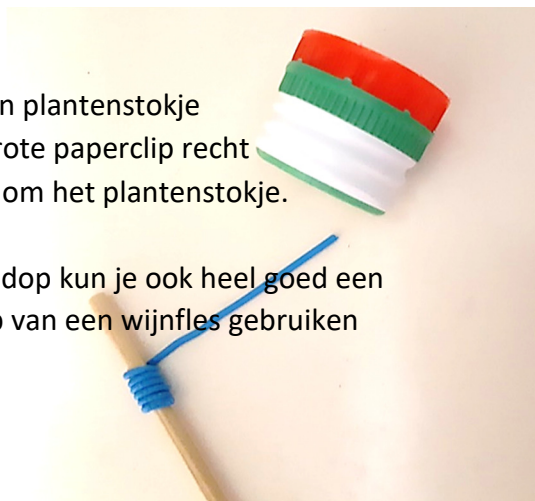 n plantenstokje
rote paperclip recht
om het plantenstokje.
dop kun je ook heel goed een
van een wijnfles gebruiken